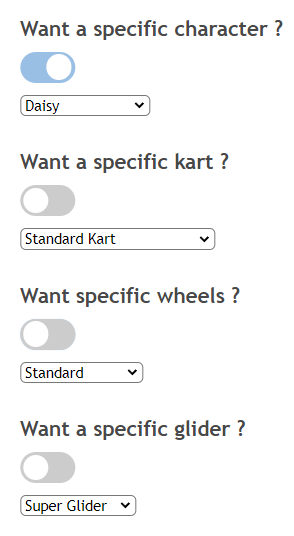 Want a specific character ?
Daisy
Want a specific kart ?
Standard Kart
Want specific wheels ?
Standard
Want a specific glider ?
Super Glider